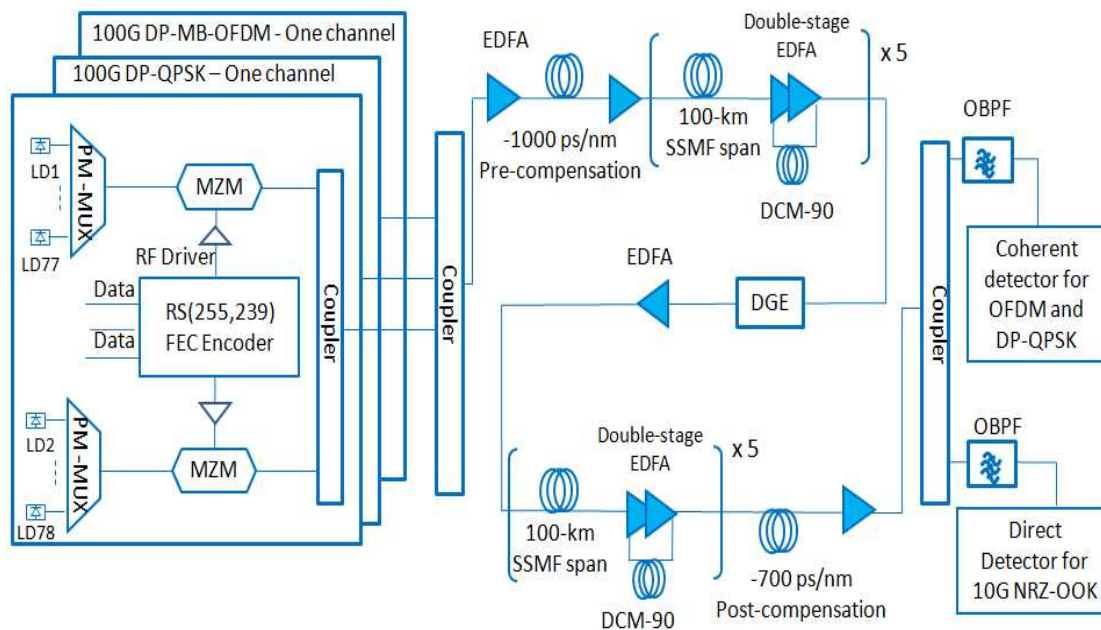 100G DP-MB-OFDM - One channel
100G DP-QPSK – One channel
LD1
PM -MUX
LD77
MZM
RF Driver
Data
Data
RS(255,239)
FEC Encoder
LD2
PM-MUX
LD78
MZM
Coupler
Coupler
EDFA
-1000 ps/nm
Pre-compensation
100-km
SSMF span
Double-stage
EDFA
x 5
DCM-90
EDFA
DGE
100-km
SSMF span
Double-stage
EDFA
x 5
DCM-90
-700 ps/nm
Post-compensation
Coupler
OBPF
Coherent
detector for
OFDM and
DP-QPSK
OBPF
Direct
Detector for
10G NRZ-OOK